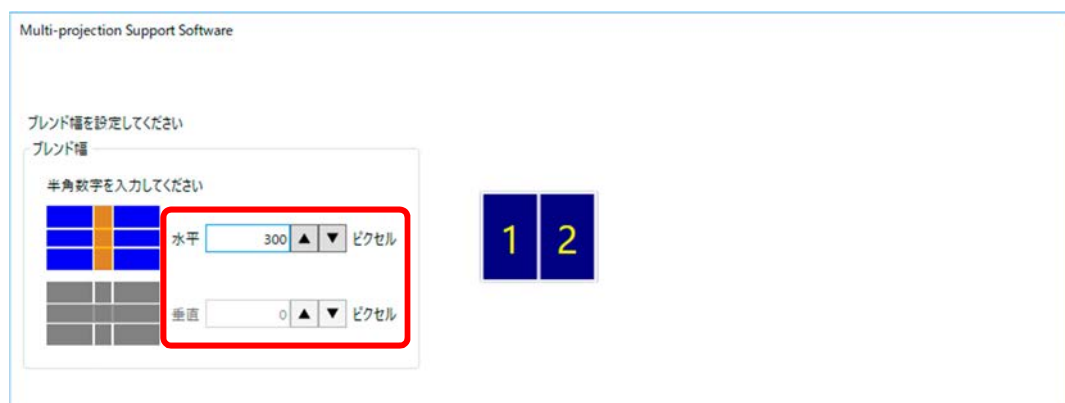 Multi-projection Support Software
ブレンド幅を設定してください
ブレンド幅
半角数字を入力してください
水平 300 ▲ ▼ ピクセル
垂直 0 ▲ ▼ ピクセル
1 2